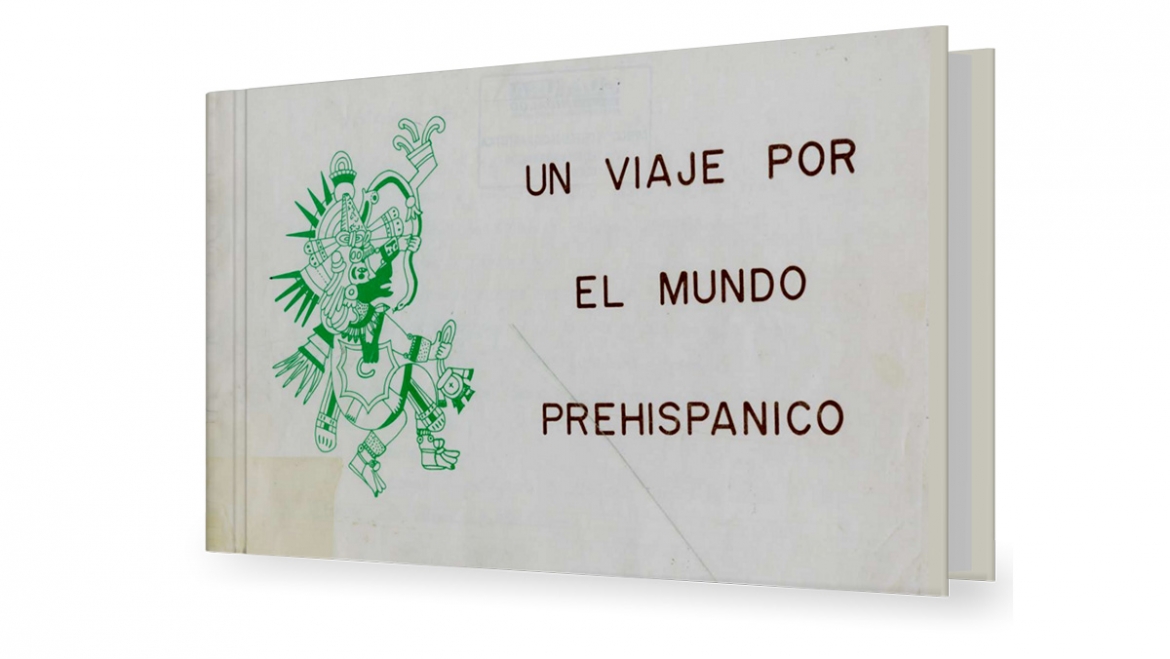 UN VIAJE POR
EL MUNDO
PREHISPANICO